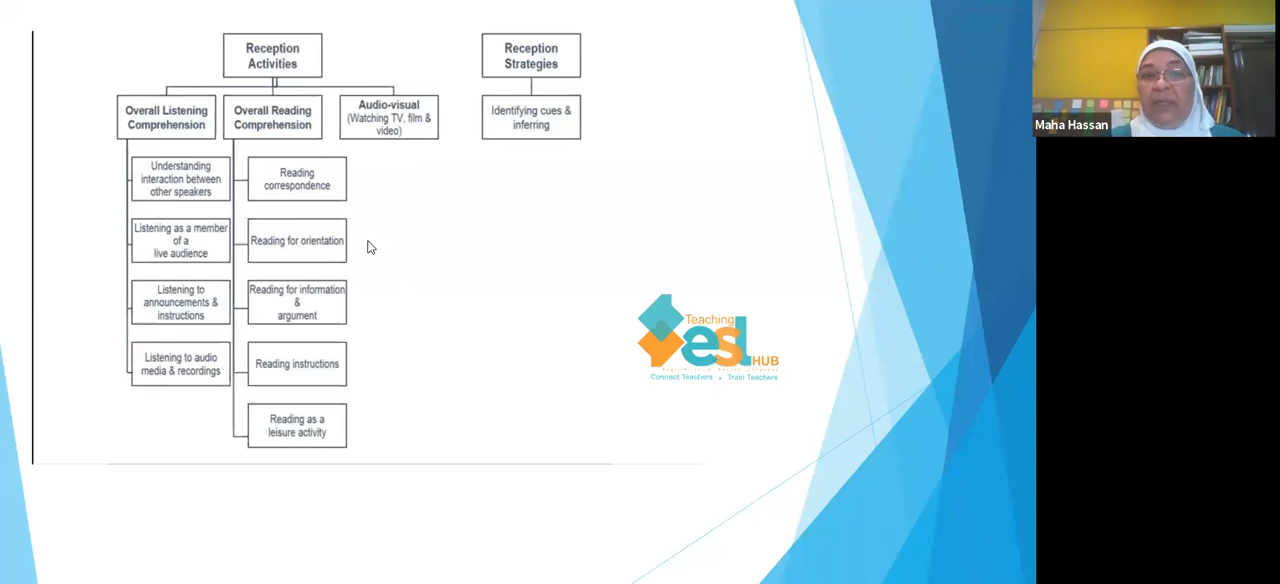 Reception
Activities
Reception
Strategies
Overall Listening
Comprehension
Overall Reading
Comprehension
Audio-visual
(Watching TV, film &
video)
Identifying cues &
inferring
Understanding
interaction between
other speakers
Reading
correspondence
Listening as a member
of a
live audience
Reading for orientation
Listening to
announcements &
instructions
Reading for information
&
argument
Listening to audio
media & recordings
Reading instructions
Reading as a
leisure activity
Teaching
esl
HUB
Connect Teachers . Train Teachers
Maha Hassan